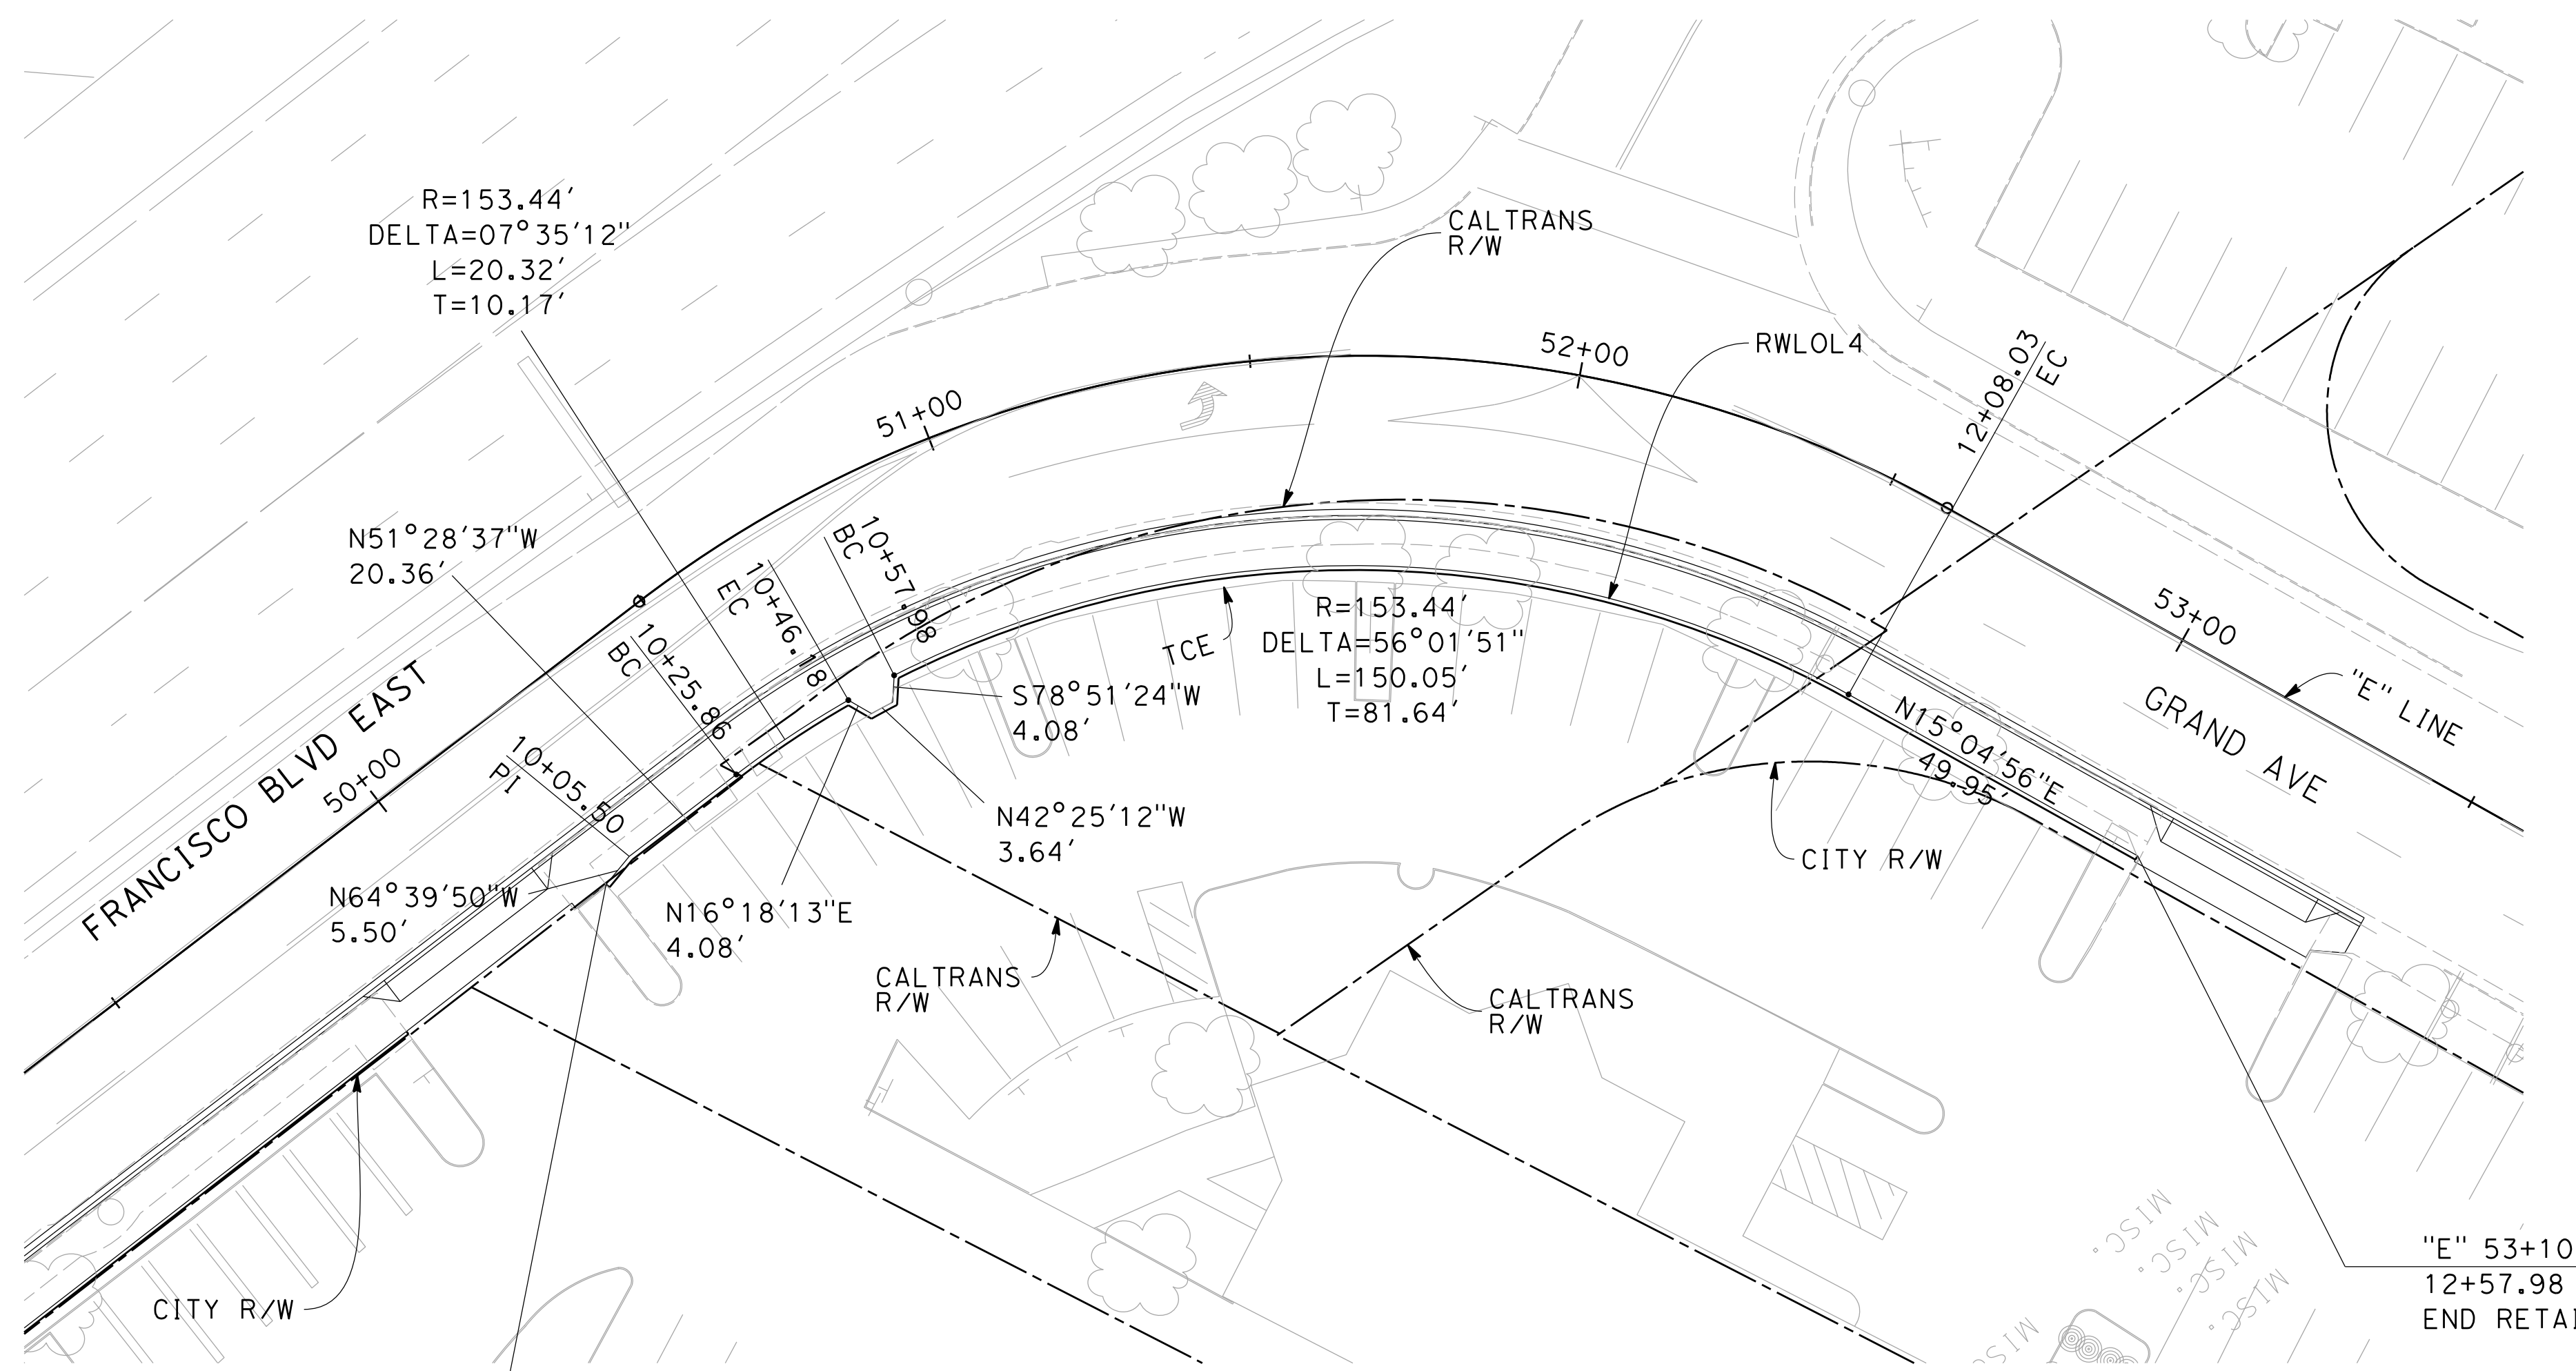 R=153.44'
DELTA=07°35'12"
L=20.32'
T=10.17'
CALTRANS
R/W
RWLOL4
52+00
51+00
12+08.03
EC
N51°28'37"W
20.36'
10+57.98
BC
10+46.18
EC
10+25.86
BC
10+05.50
PI
FRANCISCO BLVD EAST
50+00
TCE
R=153.44'
DELTA=56°01'51"
L=150.05'
T=81.64'
53+00
"E" LINE
GRAND AVE
N15°04'56"E
49.95'
S78°51'24"W
4.08'
N42°25'12"W
3.64'
CITY R/W
N64°39'50"W
5.50'
N16°18'13"E
4.08'
CALTRANS
R/W
CALTRANS
R/W
CITY R/W
MISC.
MISC.
MISC.
MISC.
MISC
"E" 53+10
12+57.98
END RETAI